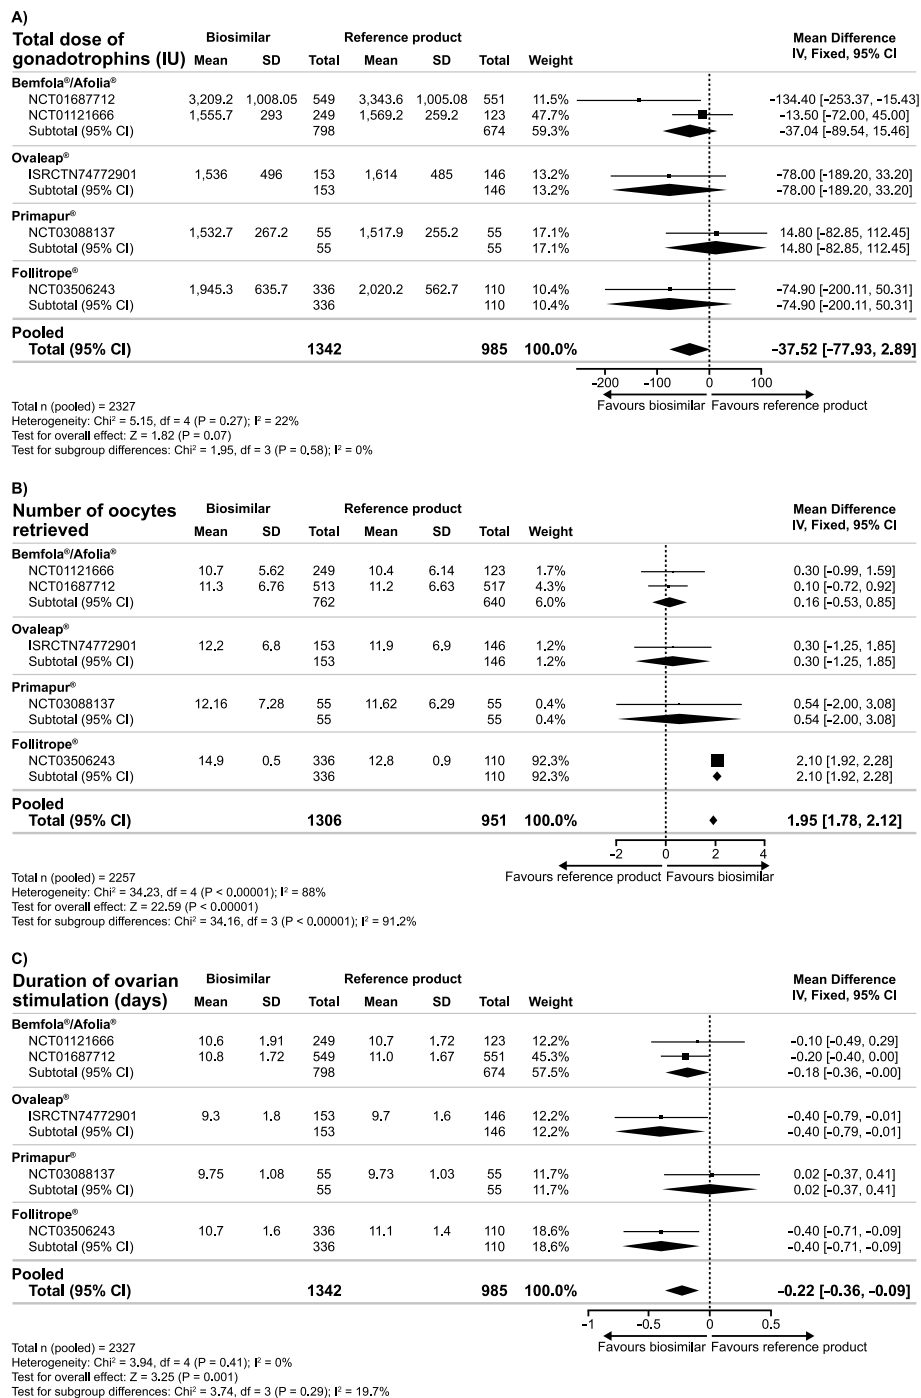 A)
Total dose of gonadotrophins (IU) Biosimilar Reference product Mean Difference
Mean SD Total Mean SD Total Weight IV, Fixed, 95% CI
Bemfola®/Afolia®
NCT01687712 3,209.2 1,008.05 549 3,343.6 1,005.08 551 11.5% −134.40 [−253.37, −15.43]
NCT01121666 1,555.7 293 249 1,569.2 259.2 123 47.7% −13.50 [−72.00, 45.00]
Subtotal (95% CI) 798 674 59.3% −37.04 [−89.54, 15.46]
Ovaleap®
ISRCTN74772901 1,536 496 153 1,614 485 146 13.2% −78.00 [−189.20, 33.20]
Subtotal (95% CI) 153 146 13.2% −78.00 [−189.20, 33.20]
Primapur®
NCT03088137 1,532.7 267.2 55 1,517.9 255.2 55 17.1% 14.80 [−82.85, 112.45]
Subtotal (95% CI) 55 55 17.1% 14.80 [−82.85, 112.45]
Follitrope®
NCT03506243 1,945.3 635.7 336 2,020.2 562.7 110 10.4% −74.90 [−200.11, 50.31]
Subtotal (95% CI) 336 110 10.4% −74.90 [−200.11, 50.31]
Pooled
Total (95% CI) 1342 985 100.0% −37.52 [−77.93, 2.89]
−200 −100 0 100
Favours biosimilar Favours reference product
Total n (pooled) = 2327
Heterogeneity: Chi² = 5.15, df = 4 (P = 0.27); I² = 22%
Test for overall effect: Z = 1.82 (P = 0.07)
Test for subgroup differences: Chi² = 1.95, df = 3 (P = 0.58); I² = 0%
B)
Number of oocytes retrieved Biosimilar Reference product Mean Difference
Mean SD Total Mean SD Total Weight IV, Fixed, 95% CI
Bemfola®/Afolia®
NCT01121666 10.7 5.62 249 10.4 6.14 123 1.7% 0.30 [−0.99, 1.59]
NCT01687712 11.3 6.76 513 11.2 6.63 517 4.3% 0.10 [−0.72, 0.92]
Subtotal (95% CI) 762 640 6.0% 0.16 [−0.53, 0.85]
Ovaleap®
ISRCTN74772901 12.2 6.8 153 11.9 6.9 146 1.2% 0.30 [−1.25, 1.85]
Subtotal (95% CI) 153 146 1.2% 0.30 [−1.25, 1.85]
Primapur®
NCT03088137 12.16 7.28 55 11.62 6.29 55 0.4% 0.54 [−2.00, 3.08]
Subtotal (95% CI) 55 55 0.4% 0.54 [−2.00, 3.08]
Follitrope®
NCT03506243 14.9 0.5 336 12.8 0.9 110 92.3% 2.10 [1.92, 2.28]
Subtotal (95% CI) 336 110 92.3% 2.10 [1.92, 2.28]
Pooled
Total (95% CI) 1306 951 100.0% 1.95 [1.78, 2.12]
−2 0 2 4
Favours reference product Favours biosimilar
Total n (pooled) = 2257
Heterogeneity: Chi² = 34.23, df = 4 (P < 0.00001); I² = 88%
Test for overall effect: Z = 22.59 (P < 0.00001)
Test for subgroup differences: Chi² = 34.16, df = 3 (P < 0.00001); I² = 91.2%
C)
Duration of ovarian stimulation (days) Biosimilar Reference product Mean Difference
Mean SD Total Mean SD Total Weight IV, Fixed, 95% CI
Bemfola®/Afolia®
NCT01121666 10.6 1.91 249 10.7 1.72 123 12.2% −0.10 [−0.49, 0.29]
NCT01687712 10.8 1.72 549 11.0 1.67 551 45.3% −0.20 [−0.40, 0.00]
Subtotal (95% CI) 798 674 57.5% −0.18 [−0.36, −0.00]
Ovaleap®
ISRCTN74772901 9.3 1.8 153 9.7 1.6 146 12.2% −0.40 [−0.79, −0.01]
Subtotal (95% CI) 153 146 12.2% −0.40 [−0.79, −0.01]
Primapur®
NCT03088137 9.75 1.08 55 9.73 1.03 55 11.7% 0.02 [−0.37, 0.41]
Subtotal (95% CI) 55 55 11.7% 0.02 [−0.37, 0.41]
Follitrope®
NCT03506243 10.7 1.6 336 11.1 1.4 110 18.6% −0.40 [−0.71, −0.09]
Subtotal (95% CI) 336 110 18.6% −0.40 [−0.71, −0.09]
Pooled
Total (95% CI) 1342 985 100.0% −0.22 [−0.36, −0.09]
−1 −0.5 0 0.5
Favours biosimilar Favours reference product
Total n (pooled) = 2327
Heterogeneity: Chi² = 3.94, df = 4 (P = 0.41); I² = 0%
Test for overall effect: Z = 3.25 (P = 0.001)
Test for subgroup differences: Chi² = 3.74, df = 3 (P = 0.29); I² = 19.7%